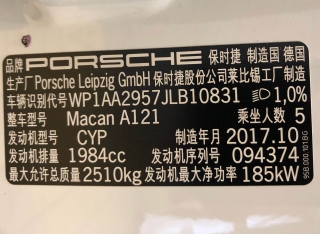 品牌 PORSCHE 保时捷 制造国 德国
生产厂 Porsche Leipzig GmbH 保时捷股份公司莱比锡工厂制造
车辆识别代号 WP1AA2957JLB10831 1,0%
整车型号 Macan A121 乘坐人数 5
发动机型号 CYP 制造年月 2017.10
发动机排量 1984cc 发动机序列号 094374
最大允许总质量 2510kg 发动机最大净功率 185kW
95B.000.101.BG